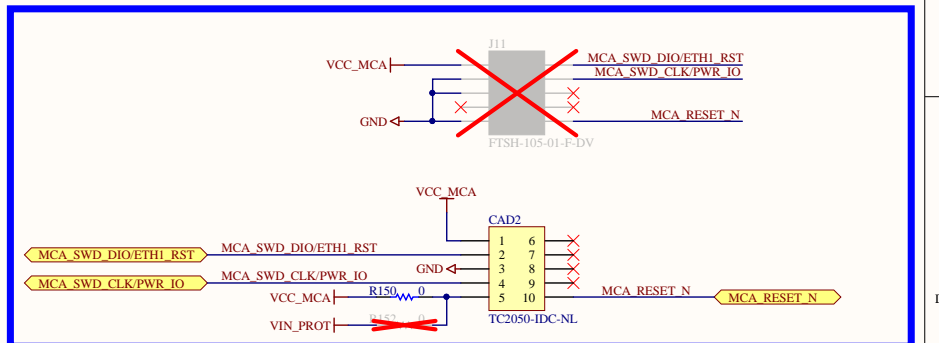 J11
VCC_MCA
MCA_SWD_DIO/ETH1_RST
MCA_SWD_CLK/PWR_IO
GND
MCA_RESET_N
FTSH-105-01-F-DV
VCC_MCA
CAD2
MCA_SWD_DIO/ETH1_RST MCA_SWD_DIO/ETH1_RST
1 6
2 7
GND 3 8
MCA_SWD_CLK/PWR_IO MCA_SWD_CLK/PWR_IO
4 9
VCC_MCA R150 0 5 10 MCA_RESET_N MCA_RESET_N
VIN_PROT R152 0
TC2050-IDC-NL